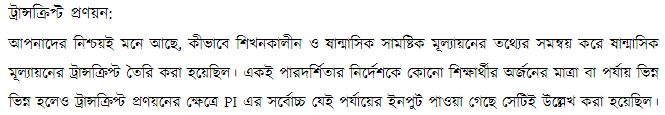 ট্রান্সক্রিপ্ট প্রণয়ন:
আপনাদের নিশ্চয়ই মনে আছে, কীভাবে শিখনকালীন ও ষান্মাসিক সামষ্টিক মূল্যায়নের তথ্যের সমন্বয় করে ষান্মাসিক
মূল্যায়নের ট্রান্সক্রিপ্ট তৈরি করা হয়েছিল। একই পারদর্শিতার নির্দেশকে কোনো শিক্ষার্থীর অর্জনের মাত্রা বা পর্যায় ভিন্ন
ভিন্ন হলেও ট্রান্সক্রিপ্ট প্রণয়নের ক্ষেত্রে PI এর সর্বোচ্চ যেই পর্যায়ের ইনপুট পাওয়া গেছে সেটিই উল্লেখ করা হয়েছিল।